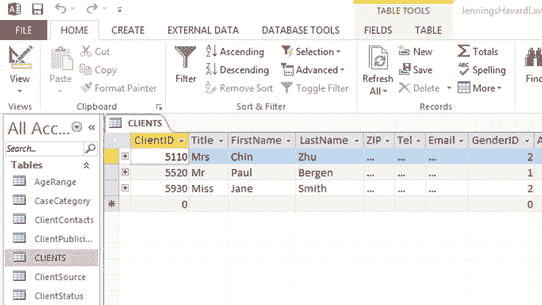 TABLE TOOLS
JenningsHavardLaw
FILE HOME CREATE EXTERNAL DATA DATABASE TOOLS FIELDS TABLE
View
Paste
Cut
Copy
Format Painter
Filter
Ascending
Descending
Remove Sort
Selection
Advanced
Toggle Filter
Refresh All
New
Save
Delete
Totals
Spelling
More
Views Clipboard Sort & Filter Records
All Acc...
Search...
Tables
AgeRange
CaseCategory
ClientContacts
ClientPublici...
CLIENTS
ClientSource
ClientStatus
CLIENTS
ClientID Title FirstName LastName ZIP Tel Email GenderID A
5110 Mrs Chin Zhu ... ... ... 2
5520 Mr Paul Bergen ... ... ... 1
5930 Miss Jane Smith ... ... ... 2
0 0